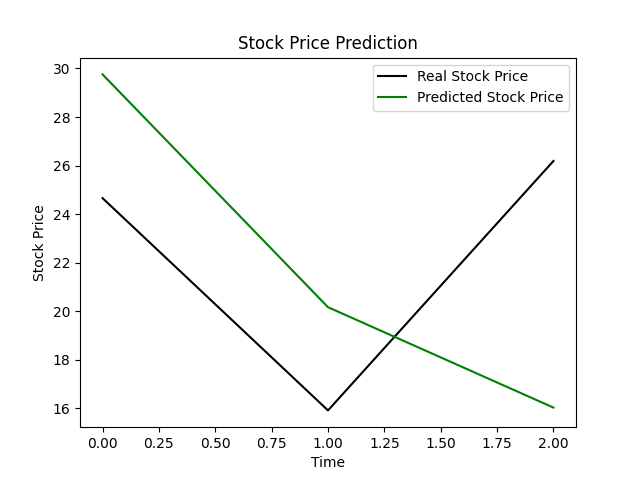 Stock Price Prediction
Real Stock Price
Predicted Stock Price
Stock Price
30
28
26
24
22
20
18
16
0.00 0.25 0.50 0.75 1.00 1.25 1.50 1.75 2.00
Time